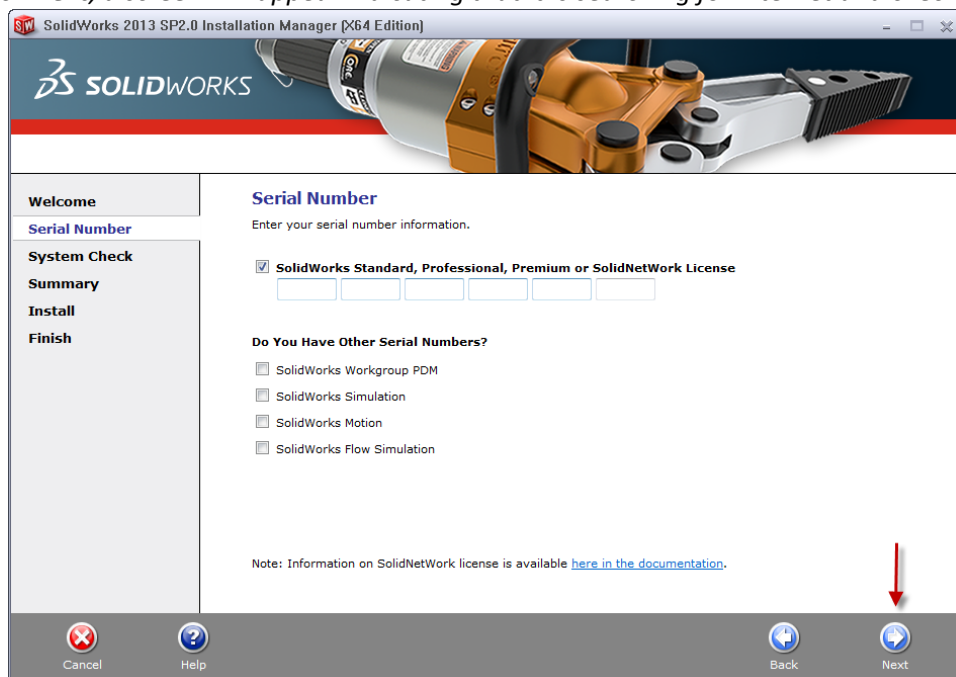 SolidWorks 2013 SP2.0 Installation Manager (X64 Edition)
SOLIDWORKS
Welcome
Serial Number
System Check
Summary
Install
Finish
Serial Number
Enter your serial number information.
SolidWorks Standard, Professional, Premium or SolidNetWork License
Do You Have Other Serial Numbers?
SolidWorks Workgroup PDM
SolidWorks Simulation
SolidWorks Motion
SolidWorks Flow Simulation
Note: Information on SolidNetWork license is available here in the documentation.
Cancel
Help
Back
Next